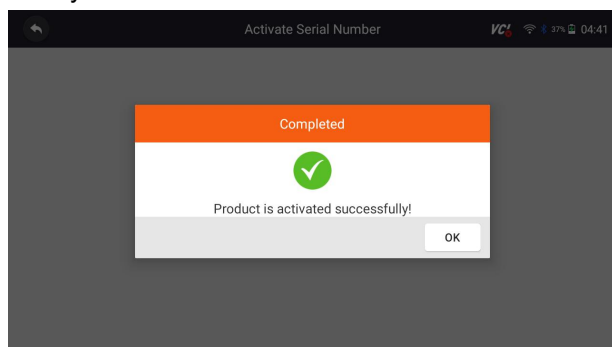 Activate Serial Number
VCI
37%
04:41
Completed
Product is activated successfully!
OK